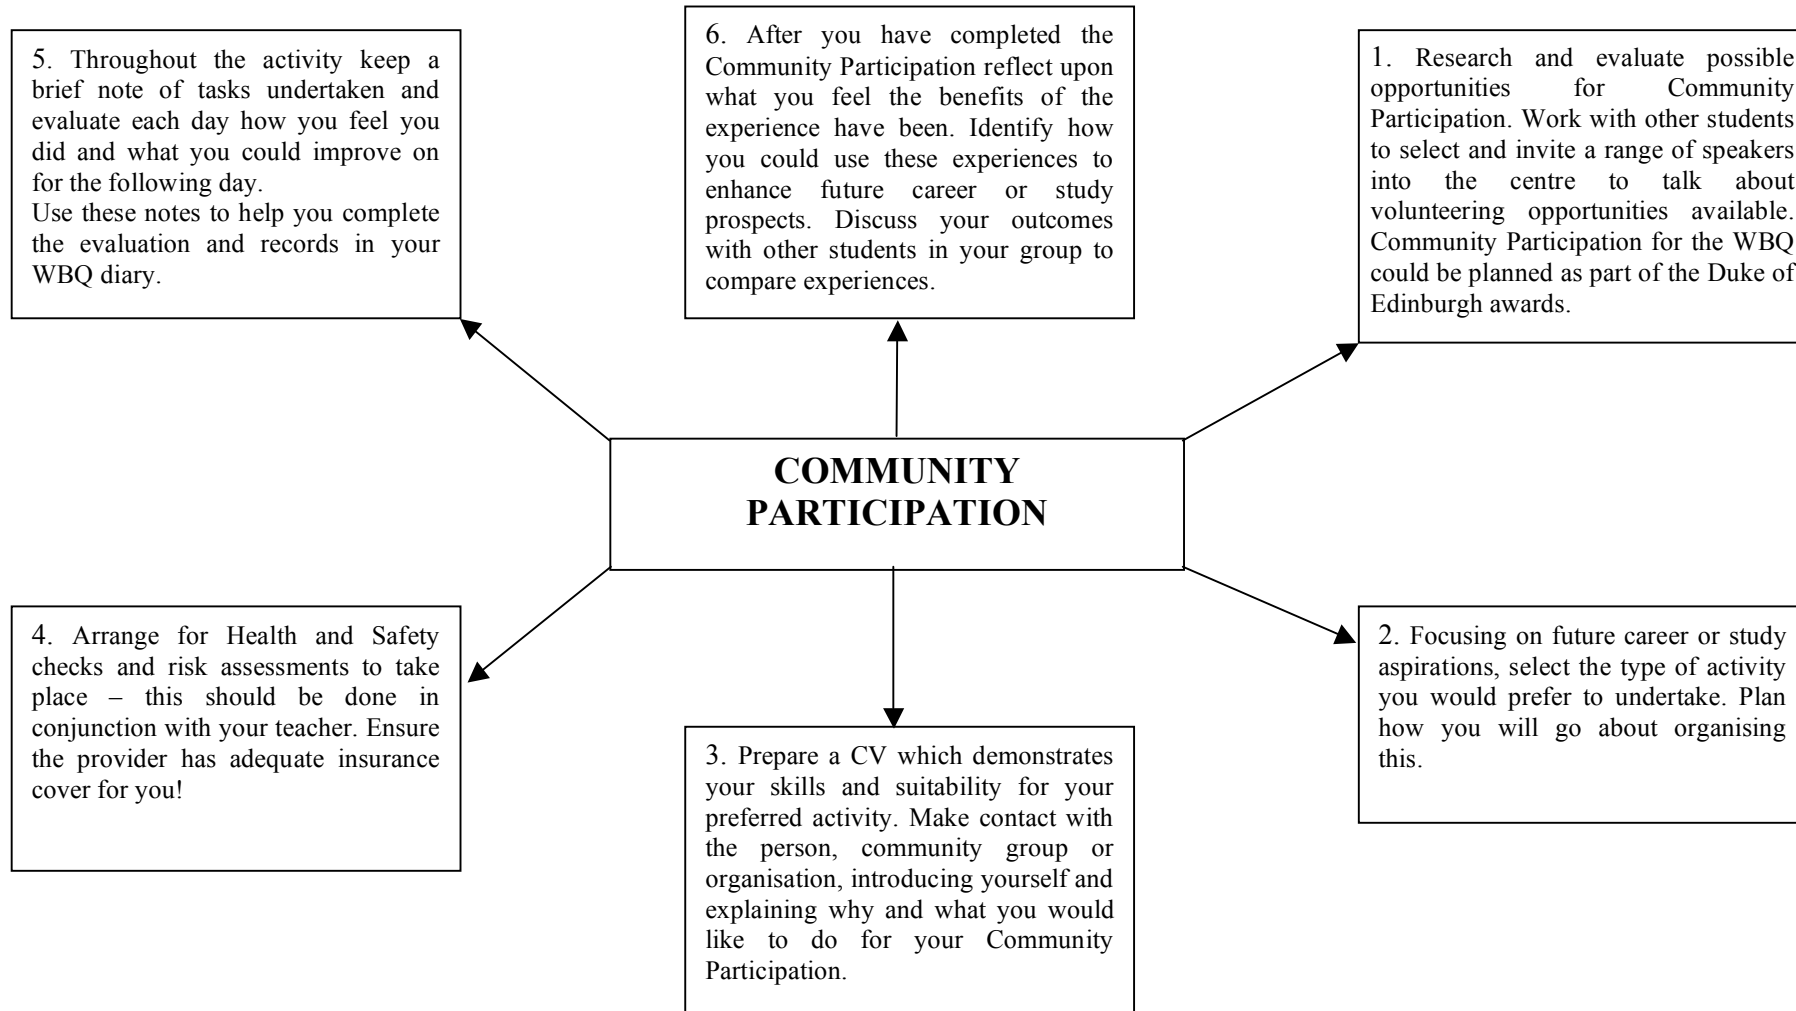 5. Throughout the activity keep a
brief note of tasks undertaken and
evaluate each day how you feel you
did and what you could improve on
for the following day.
Use these notes to help you complete
the evaluation and records in your
WBQ diary.
6. After you have completed the
Community Participation reflect upon
what you feel the benefits of the
experience have been. Identify how
you could use these experiences to
enhance future career or study
prospects. Discuss your outcomes
with other students in your group to
compare experiences.
1. Research and evaluate possible
opportunities for Community
Participation. Work with other students
to select and invite a range of speakers
into the centre to talk about
volunteering opportunities available.
Community Participation for the WBQ
could be planned as part of the Duke of
Edinburgh awards.
COMMUNITY
PARTICIPATION
4. Arrange for Health and Safety
checks and risk assessments to take
place – this should be done in
conjunction with your teacher. Ensure
the provider has adequate insurance
cover for you!
3. Prepare a CV which demonstrates
your skills and suitability for your
preferred activity. Make contact with
the person, community group or
organisation, introducing yourself and
explaining why and what you would
like to do for your Community
Participation.
2. Focusing on future career or study
aspirations, select the type of activity
you would prefer to undertake. Plan
how you will go about organising
this.